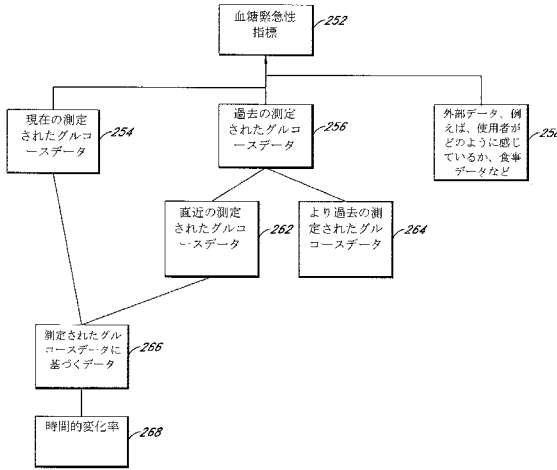 血糖緊急性
指標
252
現在の測定
されたグルコ
ースデータ
254
過去の測定
されたグルコ
ースデータ
256
外部データ、例
えば、使用者が
どのように感じ
ているか、食事
データなど
直近の測定
されたグルコ
ースデータ
262
より過去の測
定されたグル
コースデータ
264
測定されたグル
コースデータに
基づくデータ
266
時間的変化率
268